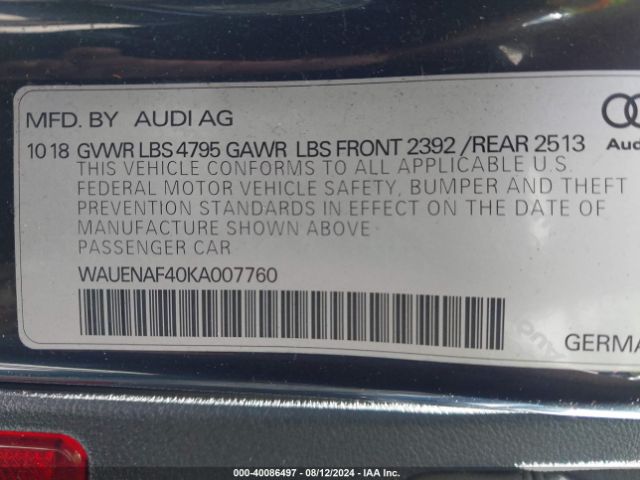 MFD. BY AUDI AG
10 18 GVWR LBS 4795 GAWR LBS FRONT 2392 /REAR 2513
THIS VEHICLE CONFORMS TO ALL APPLICABLE U.S.
FEDERAL MOTOR VEHICLE SAFETY, BUMPER AND THEFT
PREVENTION STANDARDS IN EFFECT ON THE DATE OF
MANUFACTURE SHOWN ABOVE
PASSENGER CAR
WAUENAF40KA007760
Aud
GERMA
000-40086497 - 08/12/2024 - IAA Inc.